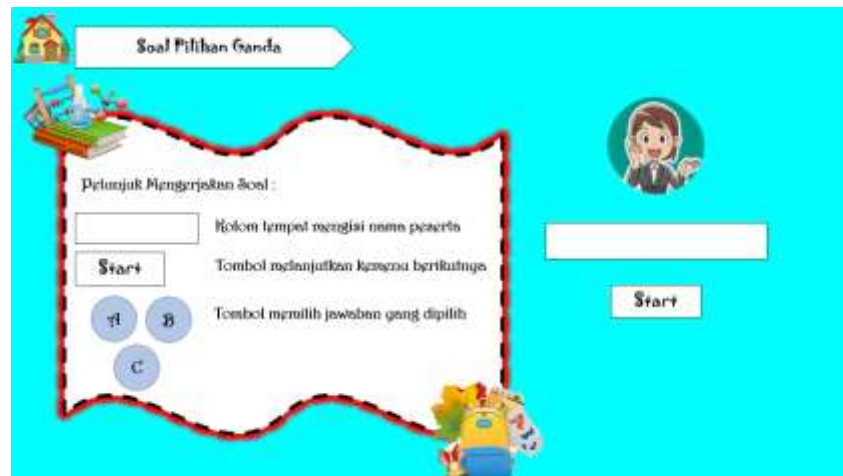 Soal Pilihan Ganda
Petunjuk Mengerjakan Soal :
Kolom tempat mengisi nama peserta
Start
Tombol melanjutkan kemenu berikutnya
A
B
Tombol memilih jawaban yang dipilih
C
Start